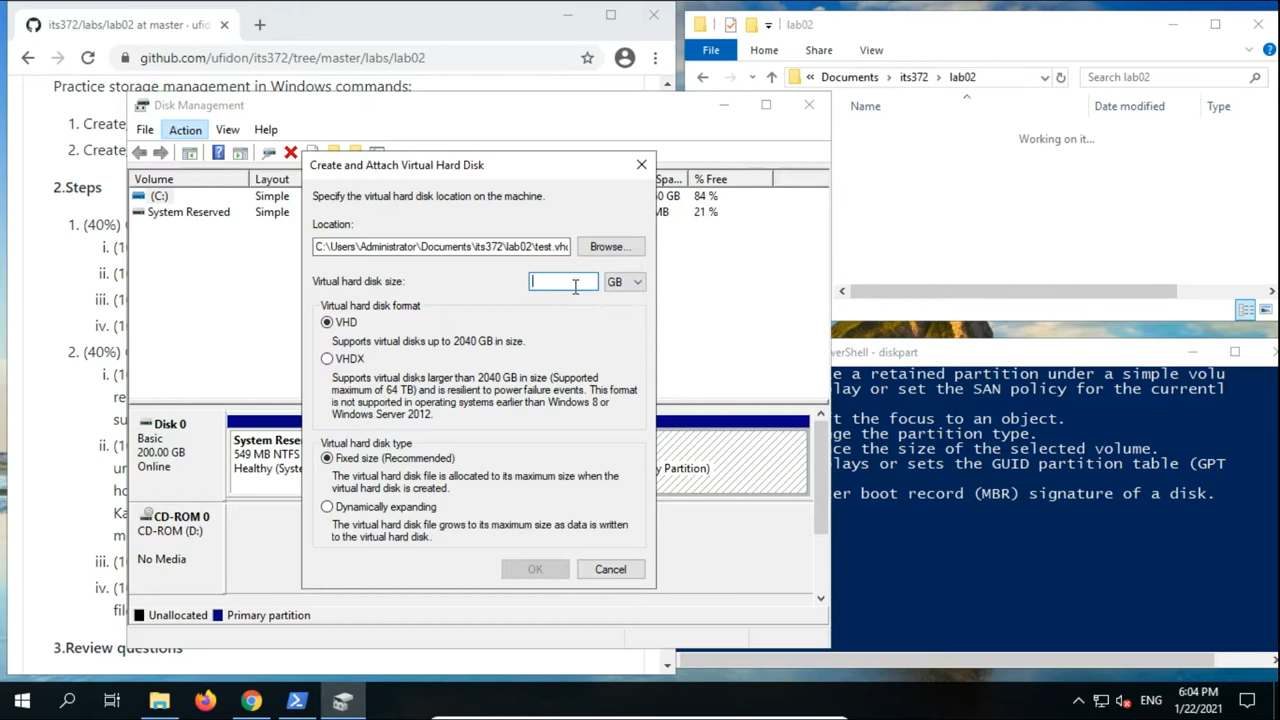 its372/labs/lab02 at master · ufidon
github.com/ufidon/its372/tree/master/labs/lab02
Practice storage management in Windows commands:
1. Create
2. Create
2.Steps
1. (40%)
i. (1
ii. (1
iii. (1
iv. (1
2. (40%)
i.
re
su
ii. (1
un
ho
Ka
m
iii. (1
iv. (1
fil
3.Review questions
Disk Management
File Action View Help
Volume Layout Spa... % Free
(C:) Simple 0 GB 84 %
System Reserved Simple MB 21 %
Create and Attach Virtual Hard Disk
Specify the virtual hard disk location on the machine.
Location:
C:\Users\Administrator\Documents\its372\lab02\test.vhd Browse...
Virtual hard disk size: GB
Virtual hard disk format
VHD
Supports virtual disks up to 2040 GB in size.
VHDX
Supports virtual disks larger than 2040 GB in size (Supported
maximum of 64 TB) and is resilient to power failure events. This format
is not supported in operating systems earlier than Windows 8 or
Windows Server 2012.
Virtual hard disk type
Fixed size (Recommended)
The virtual hard disk file is allocated to its maximum size when the
virtual hard disk is created.
Dynamically expanding
The virtual hard disk file grows to its maximum size as data is written
to the virtual hard disk.
OK Cancel
Disk 0
Basic
200.00 GB
Online
System Rese
549 MB NTFS
Healthy (Syste
y Partition)
CD-ROM 0
CD-ROM (D:)
No Media
Unallocated Primary partition
lab02
File Home Share View
« Documents its372 lab02 Search lab02
Name Date modified Type
Working on it...
verShell - diskpart
e a retained partition under a simple volu
lay or set the SAN policy for the currentl
t the focus to an object.
ge the partition type.
ce the size of the selected volume.
lays or sets the GUID partition table (GPT
er boot record (MBR) signature of a disk.
ENG
6:04 PM
1/22/2021